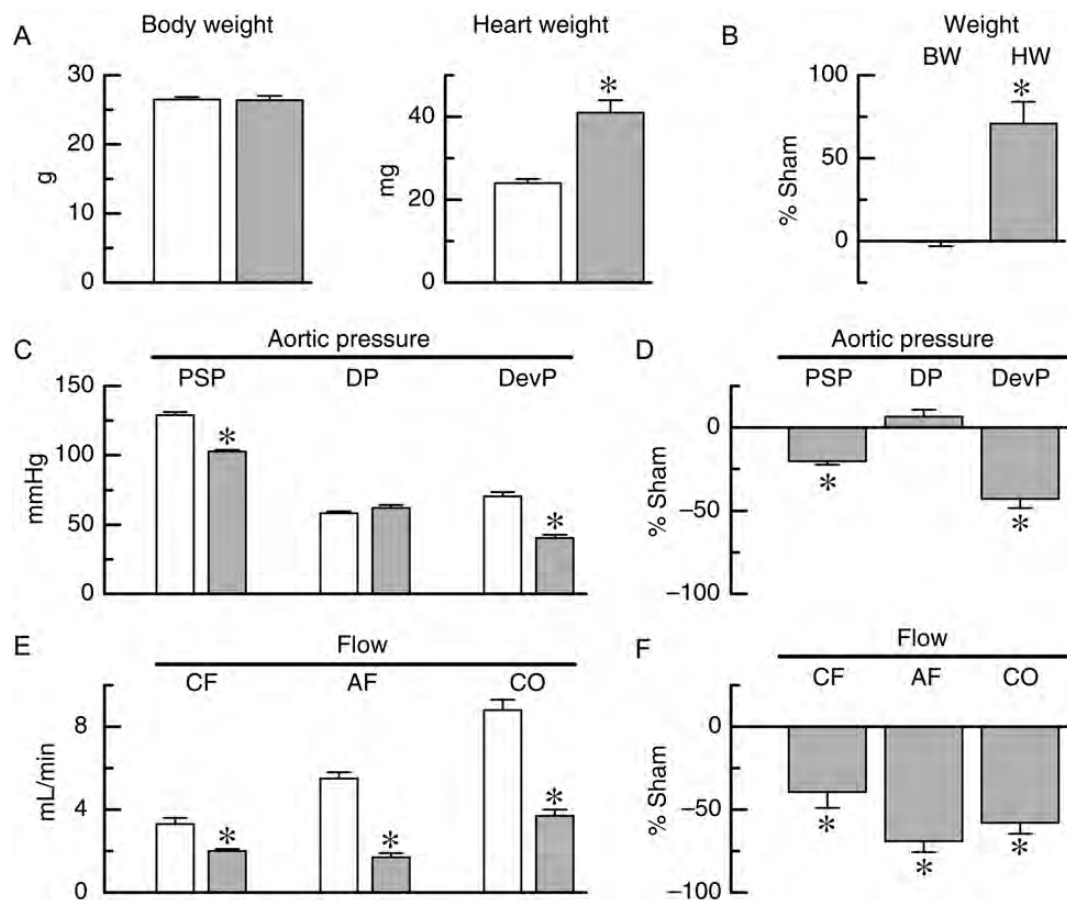 A
Body weight
30
20
10
0
g
Heart weight
40
20
0
mg
*
B
Weight
BW HW
100
50
0
% Sham
*
C
Aortic pressure
PSP DP DevP
150
100
50
0
mmHg
*
*
D
Aortic pressure
PSP DP DevP
0
−50
−100
% Sham
*
*
E
Flow
CF AF CO
8
4
0
mL/min
*
*
*
F
Flow
CF AF CO
0
−50
−100
% Sham
*
*
*